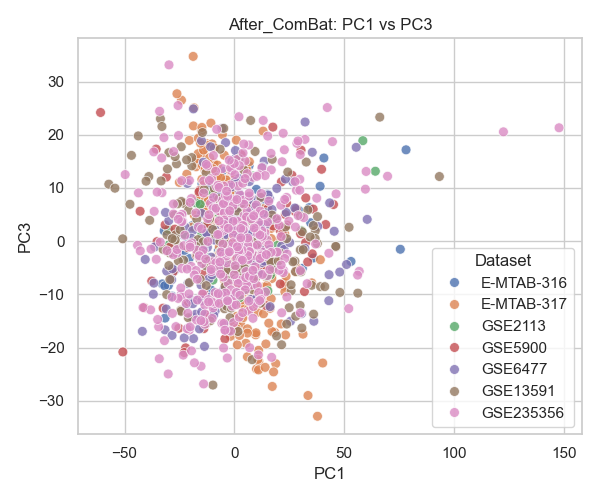 After_ComBat: PC1 vs PC3
PC3
30
20
10
0
−10
−20
−30
−50
0
50
100
150
PC1
Dataset
E-MTAB-316
E-MTAB-317
GSE2113
GSE5900
GSE6477
GSE13591
GSE235356